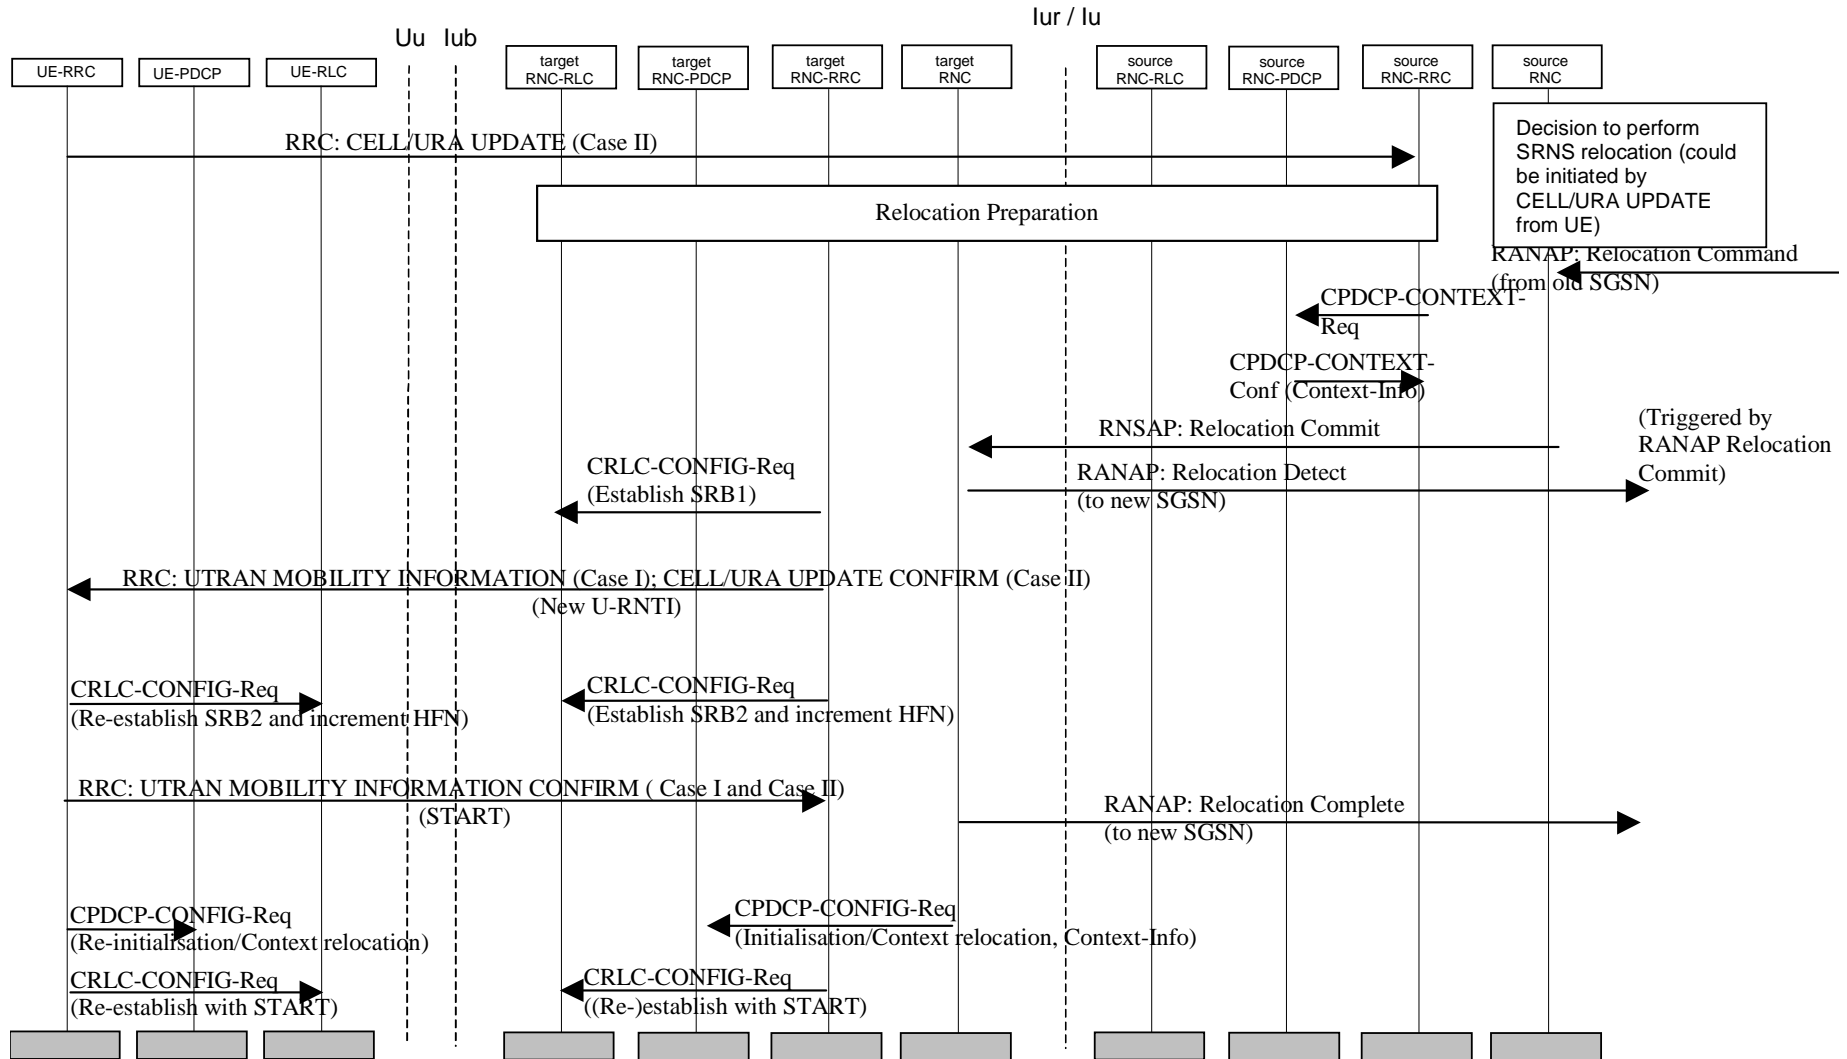 Iur / Iu
Uu Iub
UE-RRC
UE-PDCP
UE-RLC
target
RNC-RLC
target
RNC-PDCP
target
RNC-RRC
target
RNC
source
RNC-RLC
source
RNC-PDCP
source
RNC-RRC
source
RNC
Decision to perform
SRNS relocation (could
be initiated by
CELL/URA UPDATE
from UE)
RRC: CELL/URA UPDATE (Case II)
Relocation Preparation
RANAP: Relocation Command
(from old SGSN)
CPDCP-CONTEXT-
Req
CPDCP-CONTEXT-
Conf (Context-Info)
RNSAP: Relocation Commit
(Triggered by
RANAP Relocation
Commit)
CRLC-CONFIG-Req
(Establish SRB1)
RANAP: Relocation Detect
(to new SGSN)
RRC: UTRAN MOBILITY INFORMATION (Case I); CELL/URA UPDATE CONFIRM (Case II)
(New U-RNTI)
CRLC-CONFIG-Req
(Re-establish SRB2 and increment HFN)
CRLC-CONFIG-Req
(Establish SRB2 and increment HFN)
RRC: UTRAN MOBILITY INFORMATION CONFIRM ( Case I and Case II)
(START)
RANAP: Relocation Complete
(to new SGSN)
CPDCP-CONFIG-Req
(Re-initialisation/Context relocation)
CPDCP-CONFIG-Req
(Initialisation/Context relocation, Context-Info)
CRLC-CONFIG-Req
(Re-establish with START)
CRLC-CONFIG-Req
((Re-)establish with START)